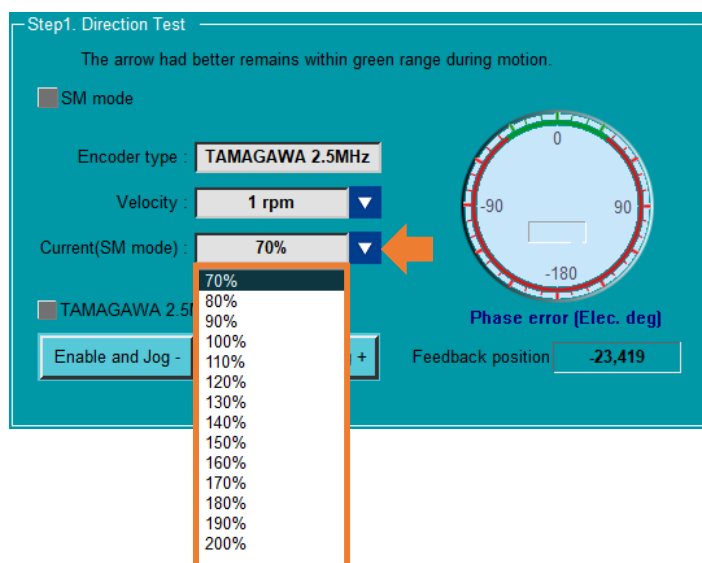 Step1. Direction Test
The arrow had better remains within green range during motion.
SM mode
Encoder type : TAMAGAWA 2.5MHz
Velocity : 1 rpm
Current(SM mode) : 70%
70%
80%
90%
100%
110%
120%
130%
140%
150%
160%
170%
180%
190%
200%
TAMAGAWA 2.5
Enable and Jog -
+
0
-90
90
-180
Phase error (Elec. deg)
Feedback position -23,419